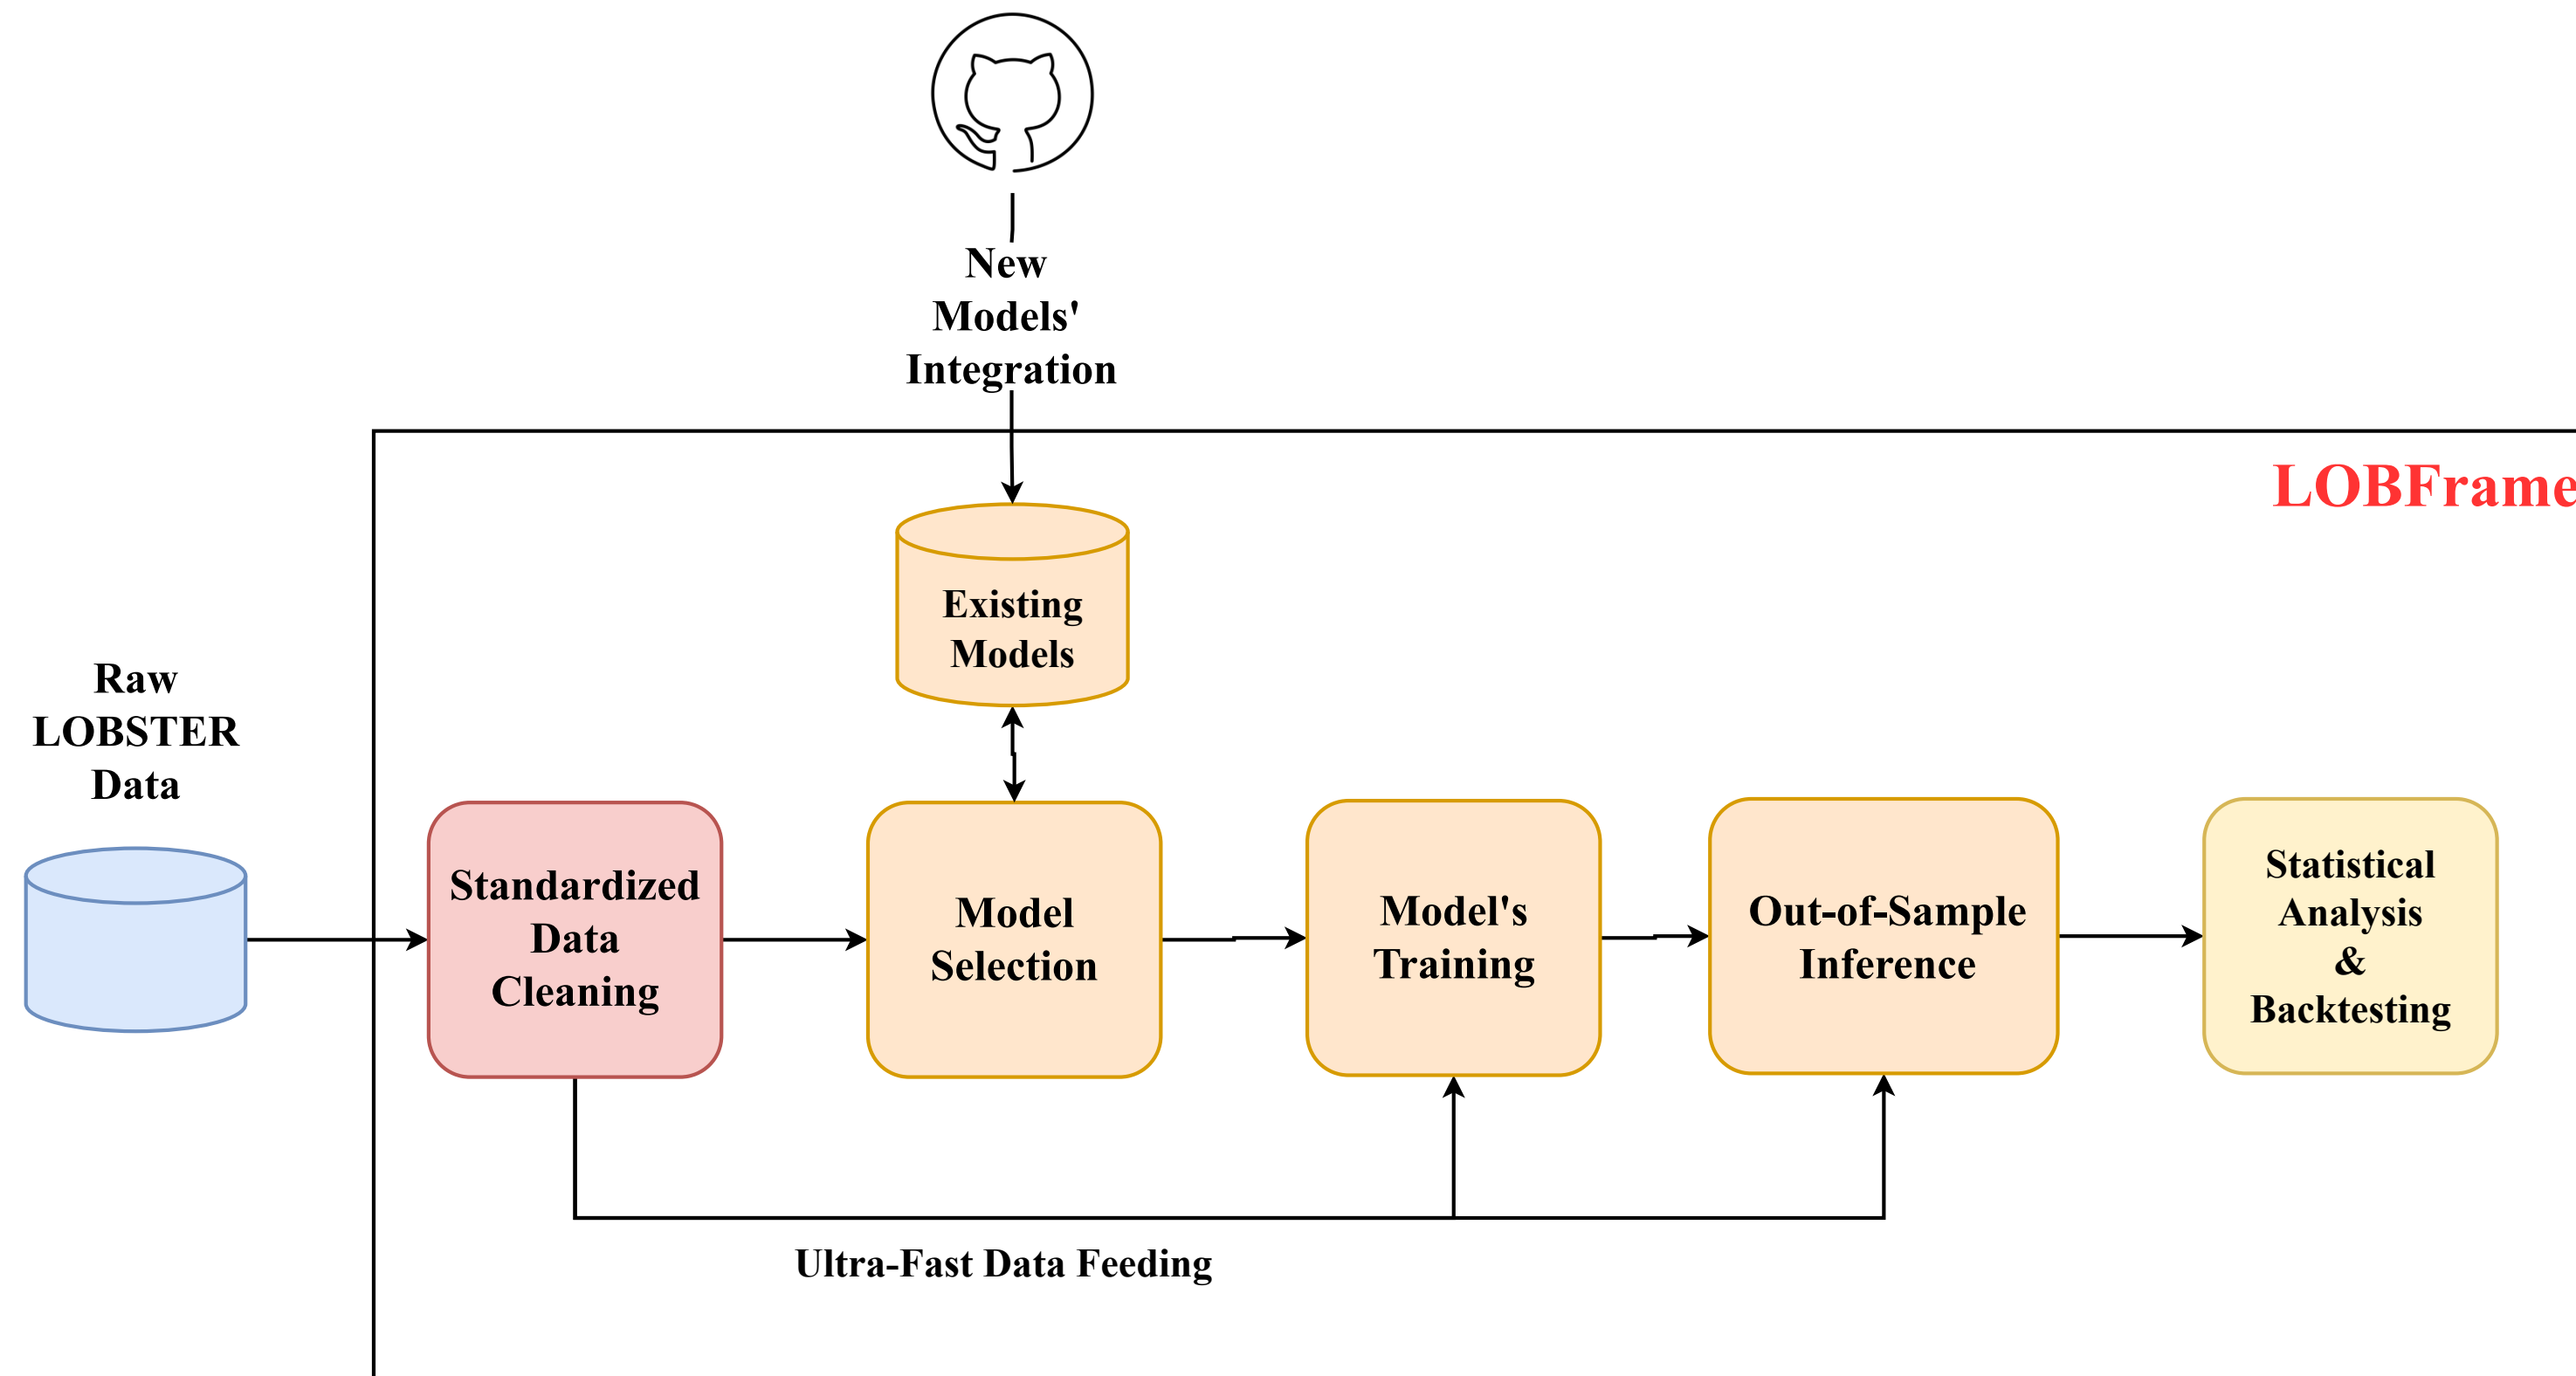 New
Models'
Integration
LOBFrame
Existing
Models
Raw
LOBSTER
Data
Standardized
Data
Cleaning
Model
Selection
Model's
Training
Out-of-Sample
Inference
Statistical
Analysis
&
Backtesting
Ultra-Fast Data Feeding